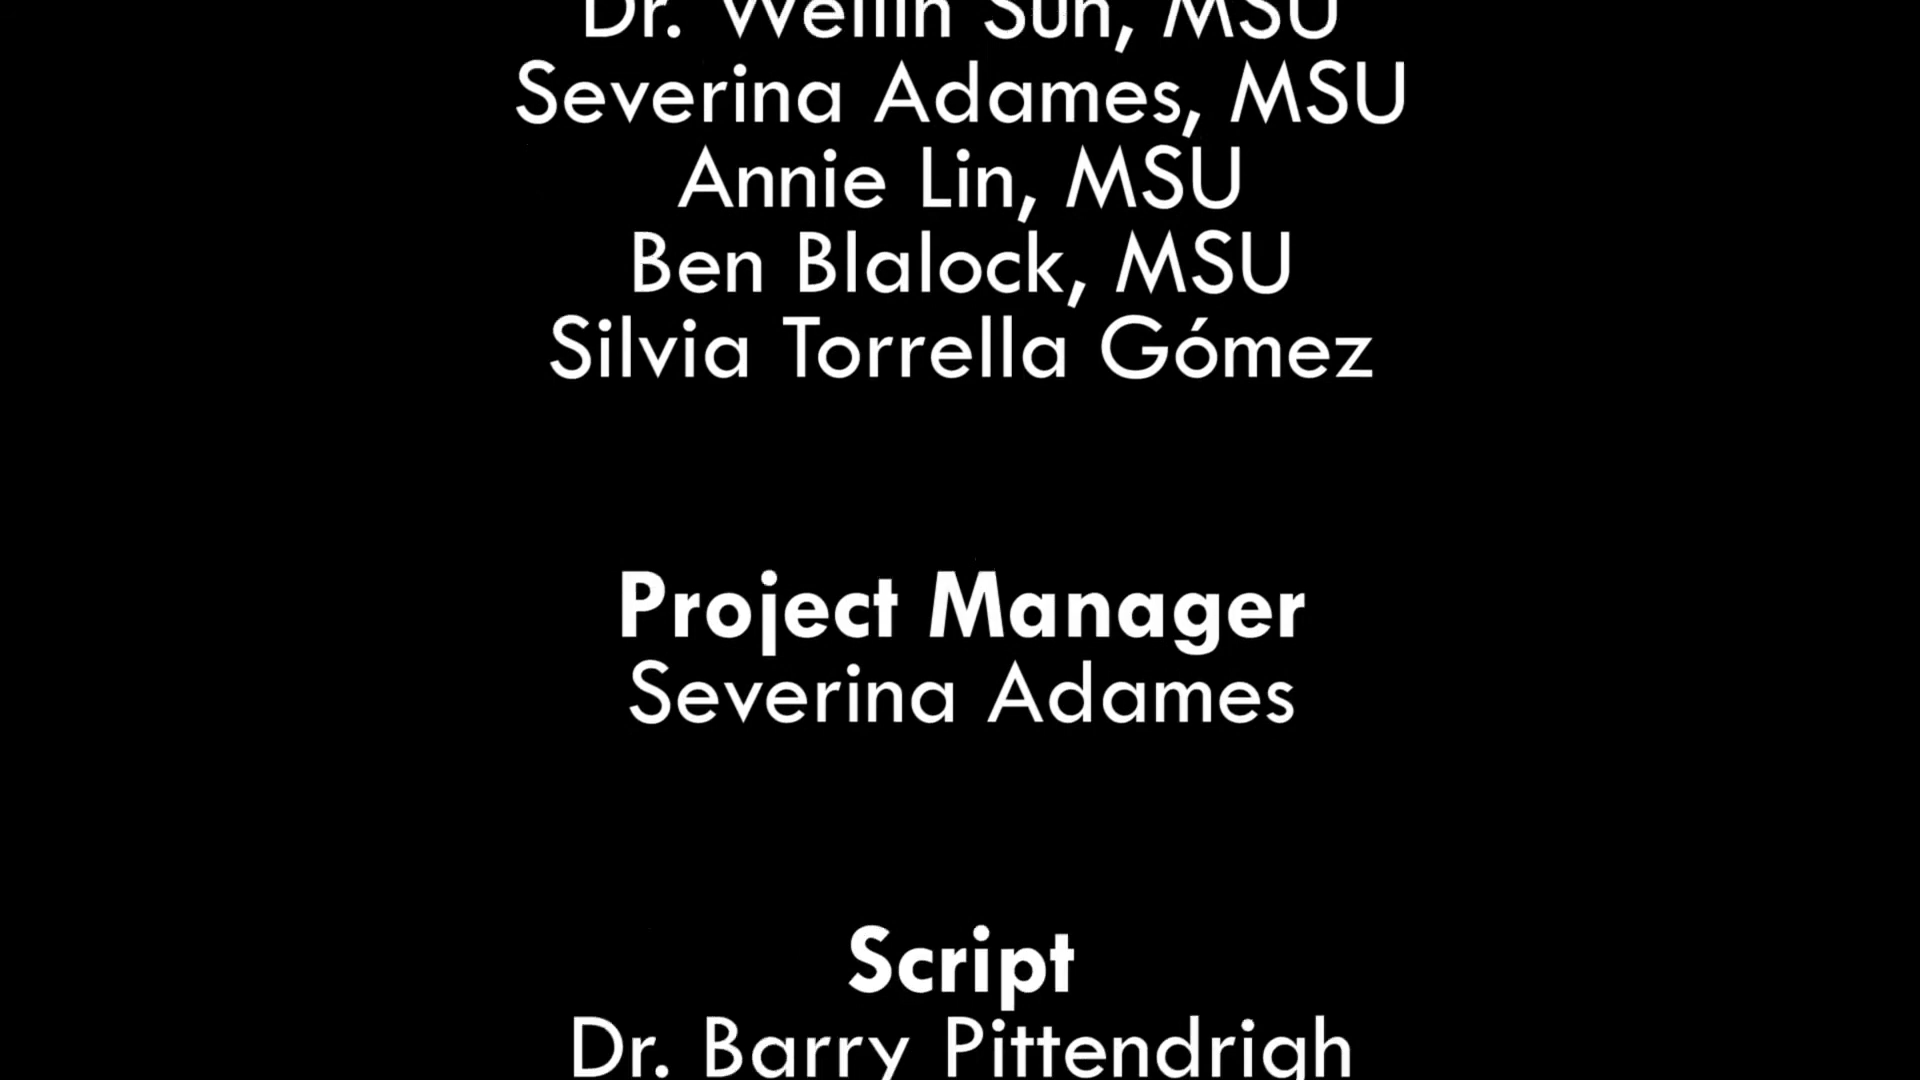 Dr. Weilin Sun, MSU
Severina Adames, MSU
Annie Lin, MSU
Ben Blalock, MSU
Silvia Torrella Gómez
Project Manager
Severina Adames
Script
Dr. Barry Pittendrigh